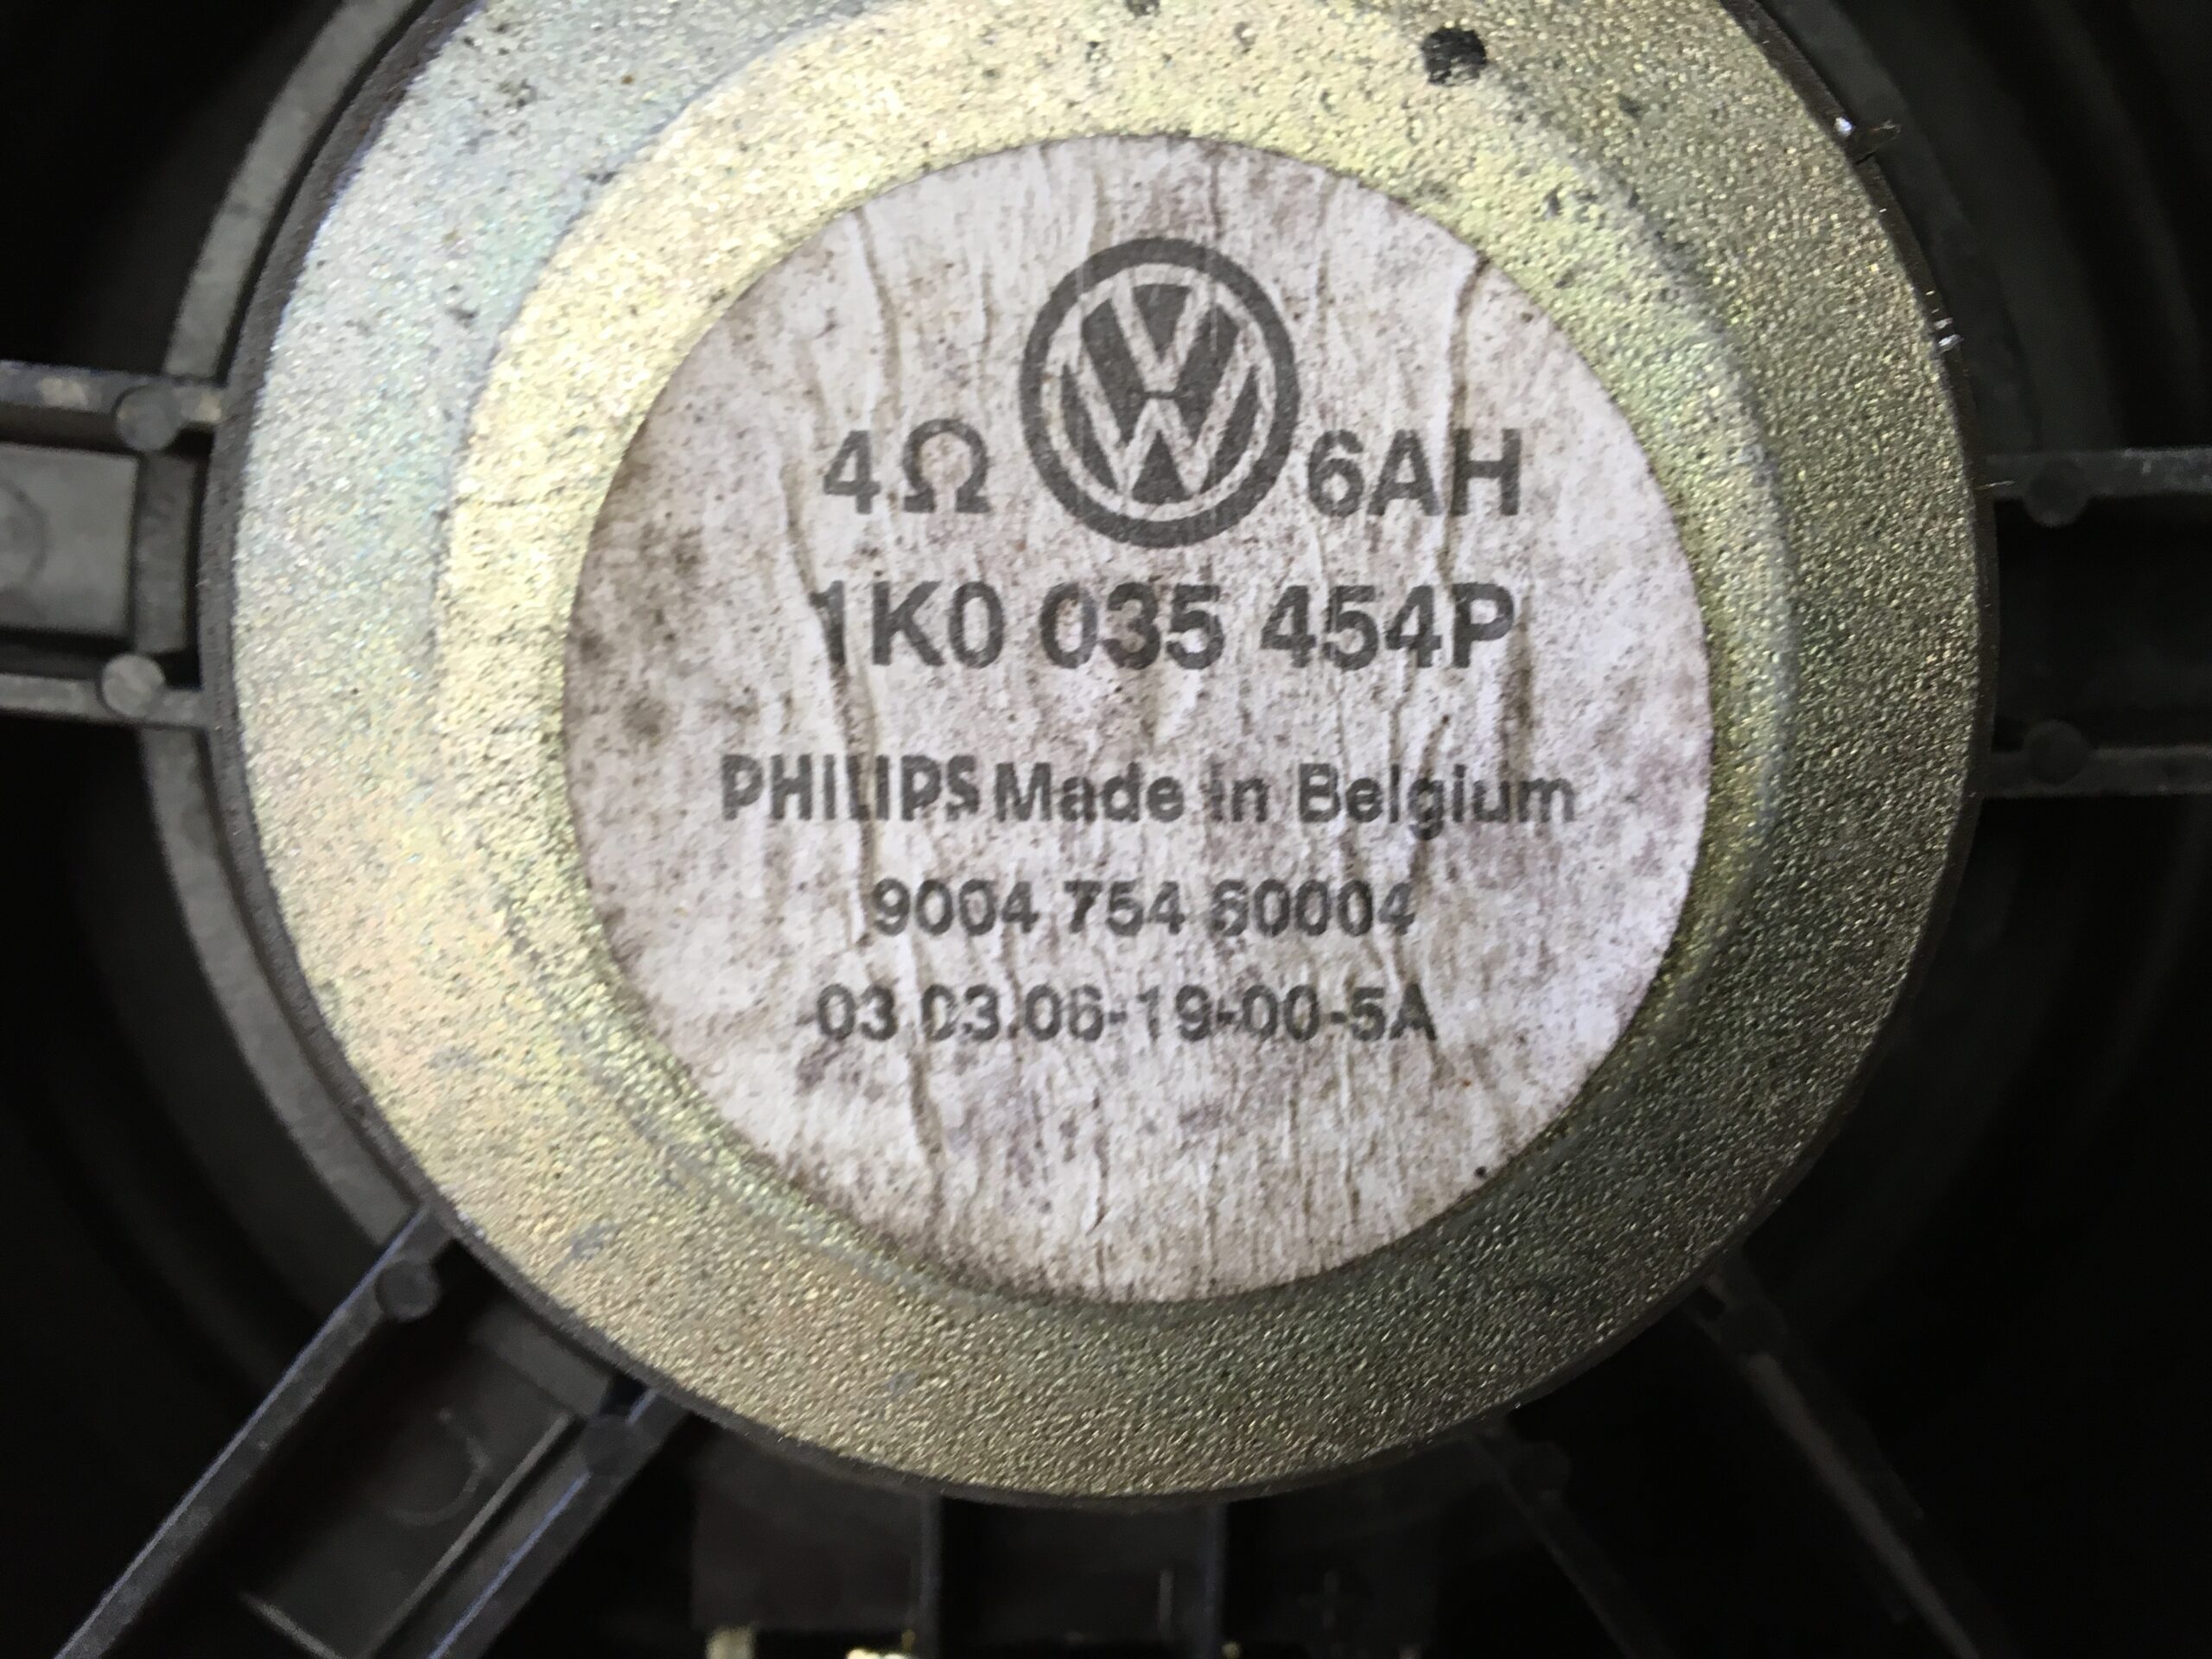 4Ω 6AH
1K0 035 454P
PHILIPS Made in Belgium
9004 754 60004
03.03.06-19-00-5A